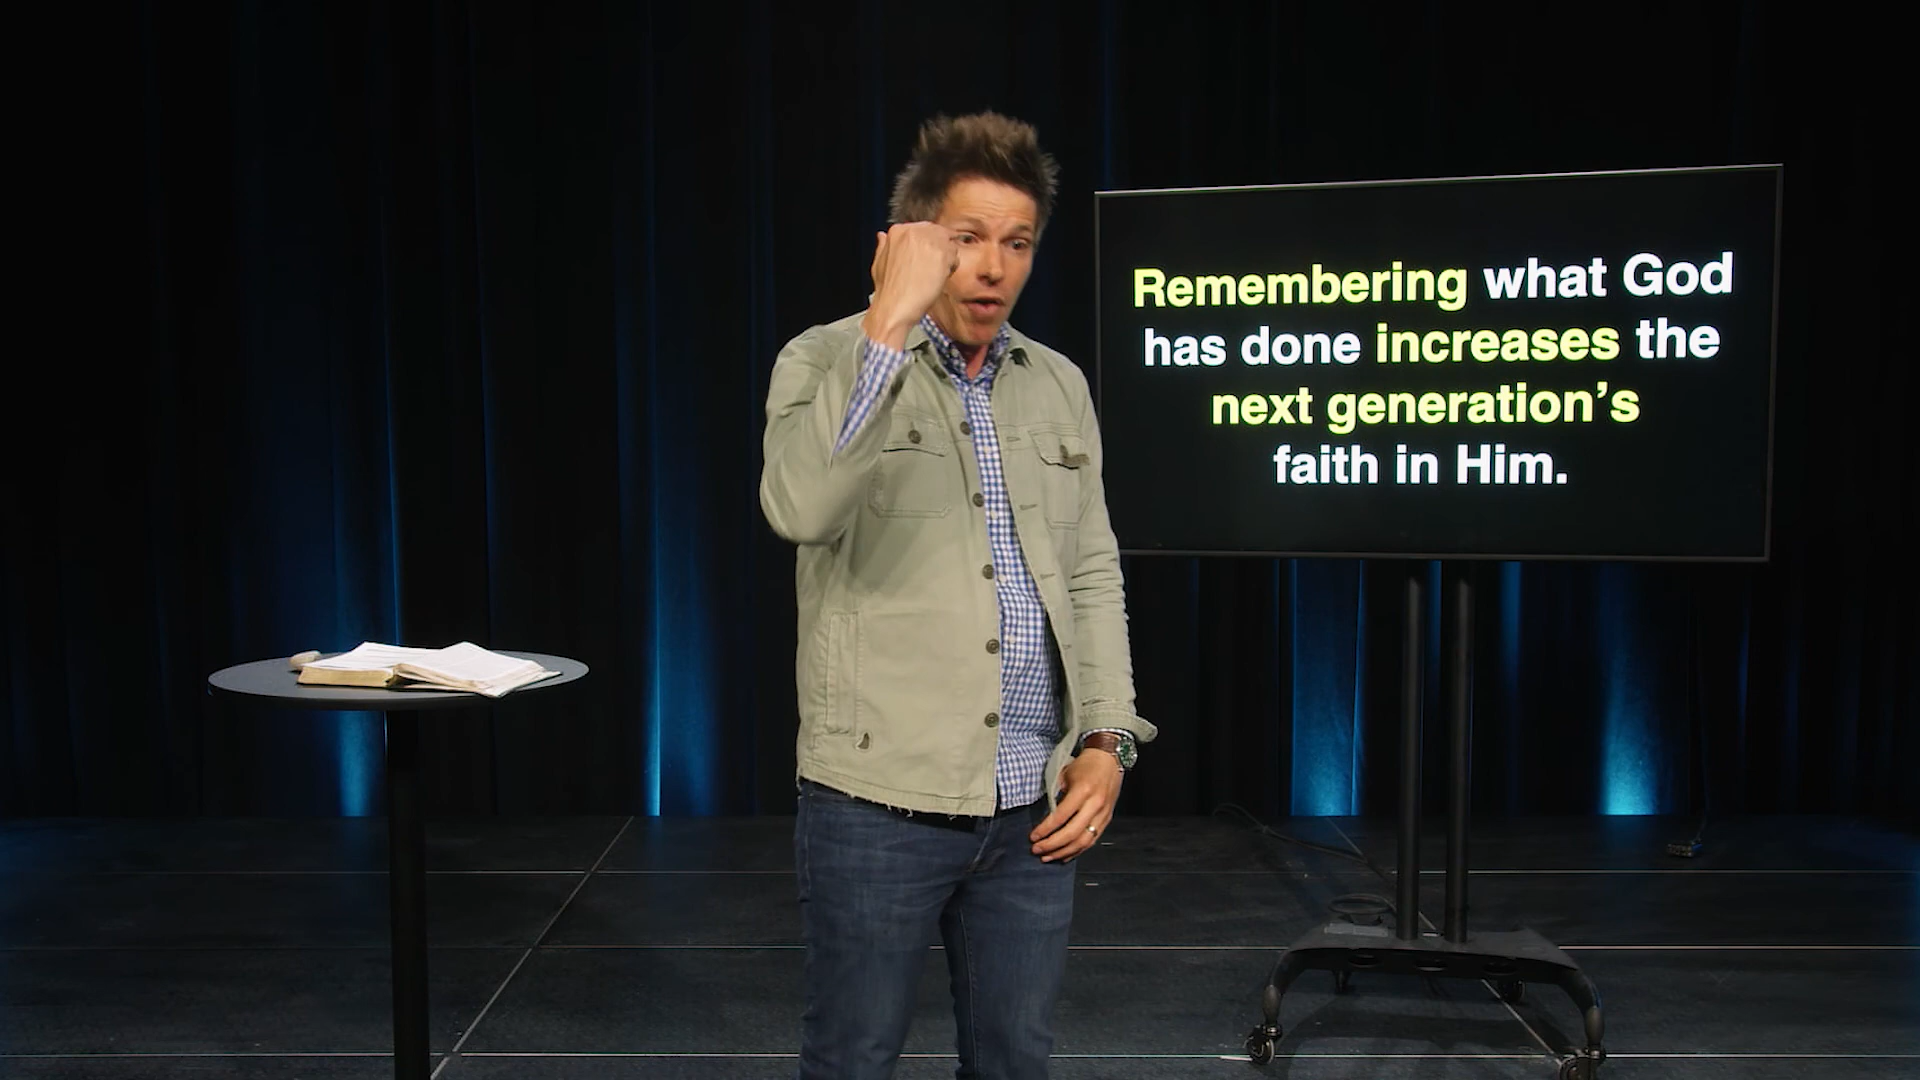 Remembering what God
has done increases the
next generation’s
faith in Him.